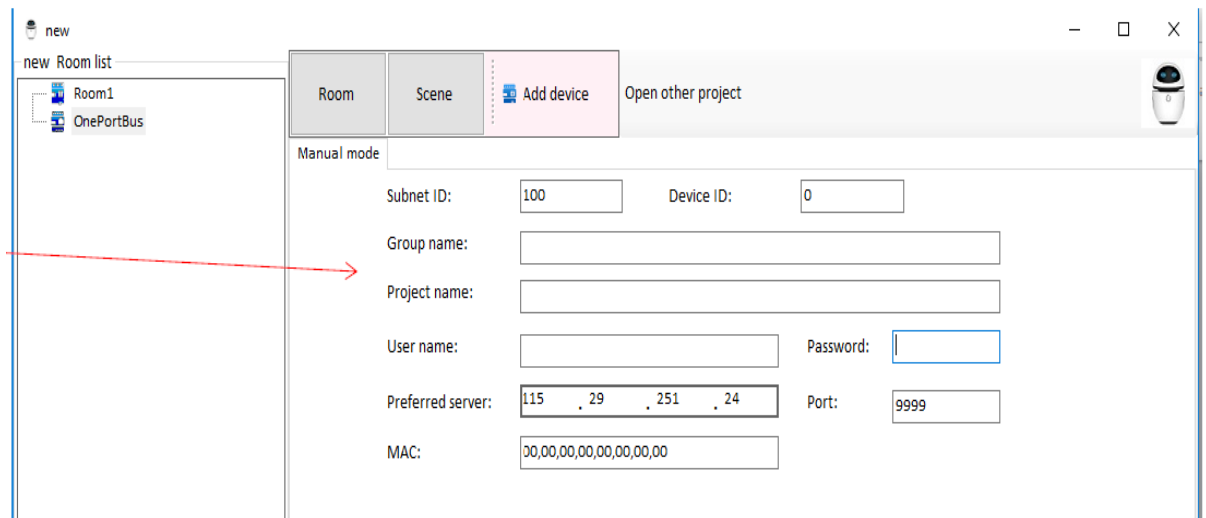 new
new Room list
Room1
OnePortBus
Room Scene Add device Open other project
Manual mode
Subnet ID: 100 Device ID: 0
Group name:
Project name:
User name: Password:
Preferred server: 115 . 29 . 251 . 24 Port: 9999
MAC: 00,00,00,00,00,00,00,00